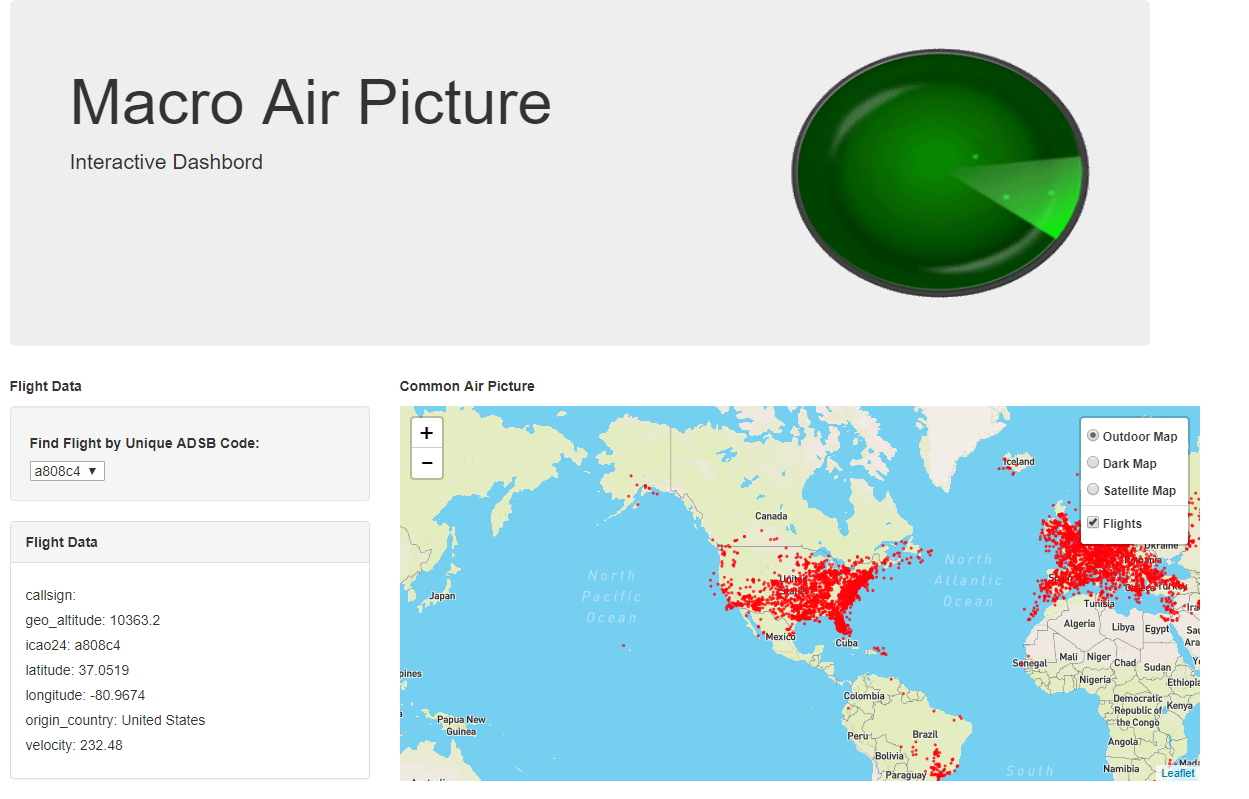 Macro Air Picture
Interactive Dashbord
Flight Data
Find Flight by Unique ADSB Code:
a808c4
Flight Data
callsign:
geo_altitude: 10363.2
icao24: a808c4
latitude: 37.0519
longitude: -80.9674
origin_country: United States
velocity: 232.48
Common Air Picture
+
−
Outdoor Map
Dark Map
Satellite Map
Flights
Iceland
Canada
Ukraine
North
Pacific
Ocean
North
Atlantic
Ocean
Japan
United
Tunisia
Algeria
Libya
Egypt
Mexico
Cuba
Senegal
Mali
Niger
Chad
Sudan
Nigeria
Ethiopia
pines
Colombia
Democratic
Republic of
the Congo
Kenya
Papua New
Guinea
Peru
Brazil
Angola
Bolivia
Paraguay
Namibia
South
Leaflet